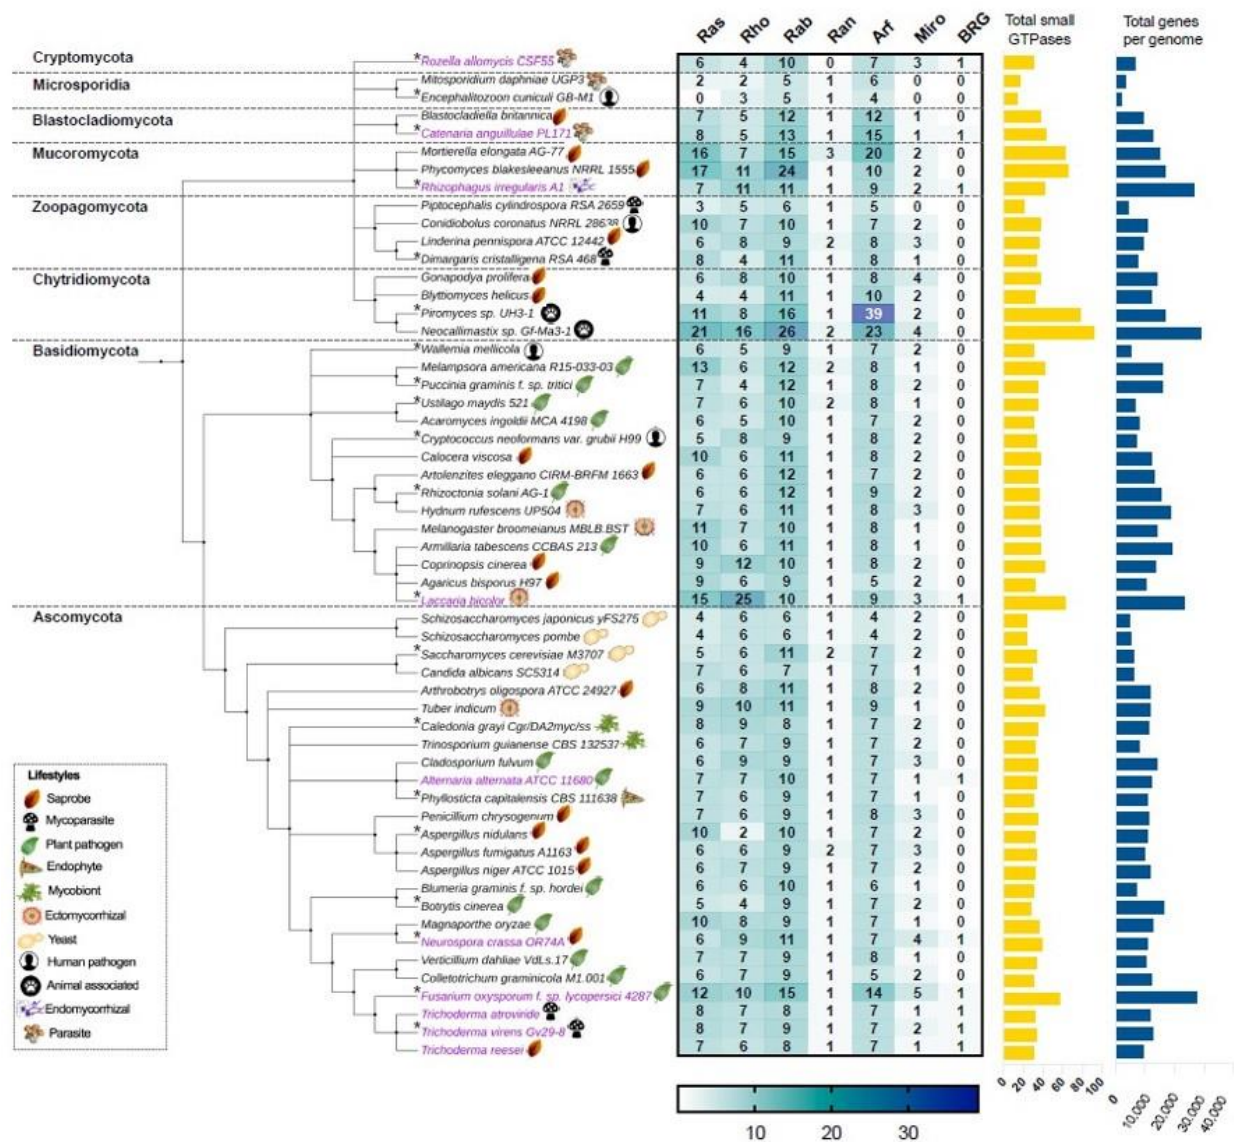 Ras Rho Rab Ran Arf Miro BRG
Total small GTPases
Total genes per genome
Cryptomycota
*Rozella allomycis CSF55 6 4 10 0 7 3 1
Microsporidia
Mitosporidium daphniae UGP3 2 2 5 1 6 0 0
*Encephalitozoon cuniculi GB-M1 0 3 5 1 4 0 0
Blastocladiomycota
Blastocladiella britannica 7 5 12 1 12 1 0
*Catenaria anguillulae PL171 8 5 13 1 15 1 1
Mucoromycota
Mortierella elongata AG-77 16 7 15 3 20 2 0
Phycomyces blakesleeanus NRRL 1555 17 11 24 1 10 2 0
*Rhizophagus irregularis A1 7 11 11 1 9 2 1
Zoopagomycota
Piptocephalis cylindrospora RSA 2659 3 5 6 1 5 0 0
Conidiobolus coronatus NRRL 28638 10 7 10 1 7 2 0
Linderina pennispora ATCC 12442 6 8 9 2 8 3 0
*Dimargaris cristalligena RSA 468 8 4 11 1 8 1 0
Chytridiomycota
Gonapodya prolifera 6 8 10 1 8 4 0
Blyttiomyces helicus 4 4 11 1 10 2 0
*Piromyces sp. UH3-1 11 8 16 1 39 2 0
Neocallimastix sp. Gf-Ma3-1 21 16 26 2 23 4 0
Basidiomycota
*Wallemia mellicola 6 5 9 1 7 2 0
Melampsora americana R15-033-03 13 6 12 2 8 1 0
*Puccinia graminis f. sp. tritici 7 4 12 1 8 2 0
*Ustilago maydis 521 7 6 10 2 8 1 0
Acaromyces ingoldii MCA 4198 6 5 10 1 7 2 0
*Cryptococcus neoformans var. grubii H99 5 8 9 1 8 2 0
Calocera viscosa 10 6 11 1 8 2 0
Artolenzites eleggano CIRM-BRFM 1663 6 6 12 1 7 2 0
*Rhizoctonia solani AG-1 6 6 12 1 9 2 0
Hydnum rufescens UP504 7 6 11 1 8 3 0
Melanogaster broomeianus MBLB.BST 11 7 10 1 8 1 0
Armillaria tabescens CCBAS 213 10 6 11 1 8 1 0
Coprinopsis cinerea 9 12 10 1 8 2 0
Agaricus bisporus H97 9 6 9 1 5 2 0
*Laccaria bicolor 15 25 10 1 9 3 1
Ascomycota
Schizosaccharomyces japonicus yFS275 4 6 6 1 4 2 0
Schizosaccharomyces pombe 4 6 6 1 4 2 0
*Saccharomyces cerevisiae M3707 5 6 11 2 7 2 0
Candida albicans SC5314 7 6 7 1 7 1 0
Arthrobotrys oligospora ATCC 24927 6 8 11 1 8 2 0
Tuber indicum 9 10 11 1 9 1 0
*Caledonia grayi Cgr/DA2myc/ss 8 9 8 1 7 2 0
Trinosporium guianense CBS 132537 6 7 9 1 7 2 0
Cladosporium fulvum 6 9 9 1 7 3 0
Alternaria alternata ATCC 11680 7 7 10 1 7 1 1
*Phyllosticta capitalensis CBS 111638 7 6 9 1 7 1 0
Penicillium chrysogenum 7 6 9 1 8 3 0
*Aspergillus nidulans 10 2 10 1 7 2 0
Aspergillus fumigatus A1163 6 6 9 2 7 3 0
Aspergillus niger ATCC 1015 6 7 9 1 7 2 0
Blumeria graminis f. sp. hordei 6 6 10 1 6 1 0
*Botrytis cinerea 5 4 9 1 7 2 0
Magnaporthe oryzae 10 8 9 1 7 1 0
*Neurospora crassa OR74A 6 9 11 1 7 4 1
Verticillium dahliae VdLs.17 7 7 9 1 8 1 0
Colletotrichum graminicola M1.001 6 7 9 1 5 2 0
*Fusarium oxysporum f. sp. lycopersici 4287 12 10 15 1 14 5 1
Trichoderma atroviride 8 7 8 1 7 1 1
*Trichoderma virens Gv29-8 8 7 9 1 7 2 1
Trichoderma reesei 7 6 8 1 7 1 1
Lifestyles
Saprobe
Mycoparasite
Plant pathogen
Endophyte
Mycobiont
Ectomycorrhizal
Yeast
Human pathogen
Animal associated
Endomycorrhizal
Parasite
0 20 40 60 80 100
0 10,000 20,000 30,000 40,000
10 20 30